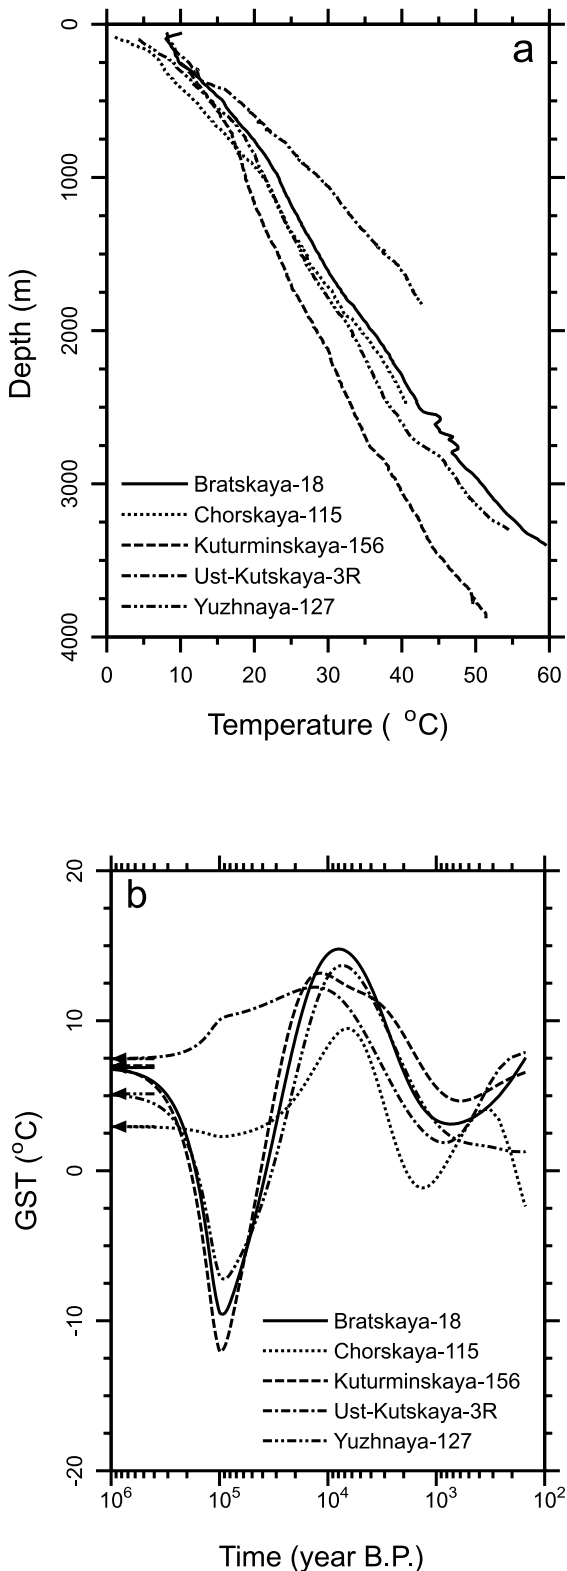 a
0
1000
2000
3000
4000
Depth (m)
Bratskaya-18
Chorskaya-115
Kuturminskaya-156
Ust-Kutskaya-3R
Yuzhnaya-127
0 10 20 30 40 50 60
Temperature ( °C)
b
20
10
0
-10
-20
GST (°C)
Bratskaya-18
Chorskaya-115
Kuturminskaya-156
Ust-Kutskaya-3R
Yuzhnaya-127
10⁶ 10⁵ 10⁴ 10³ 10²
Time (year B.P.)